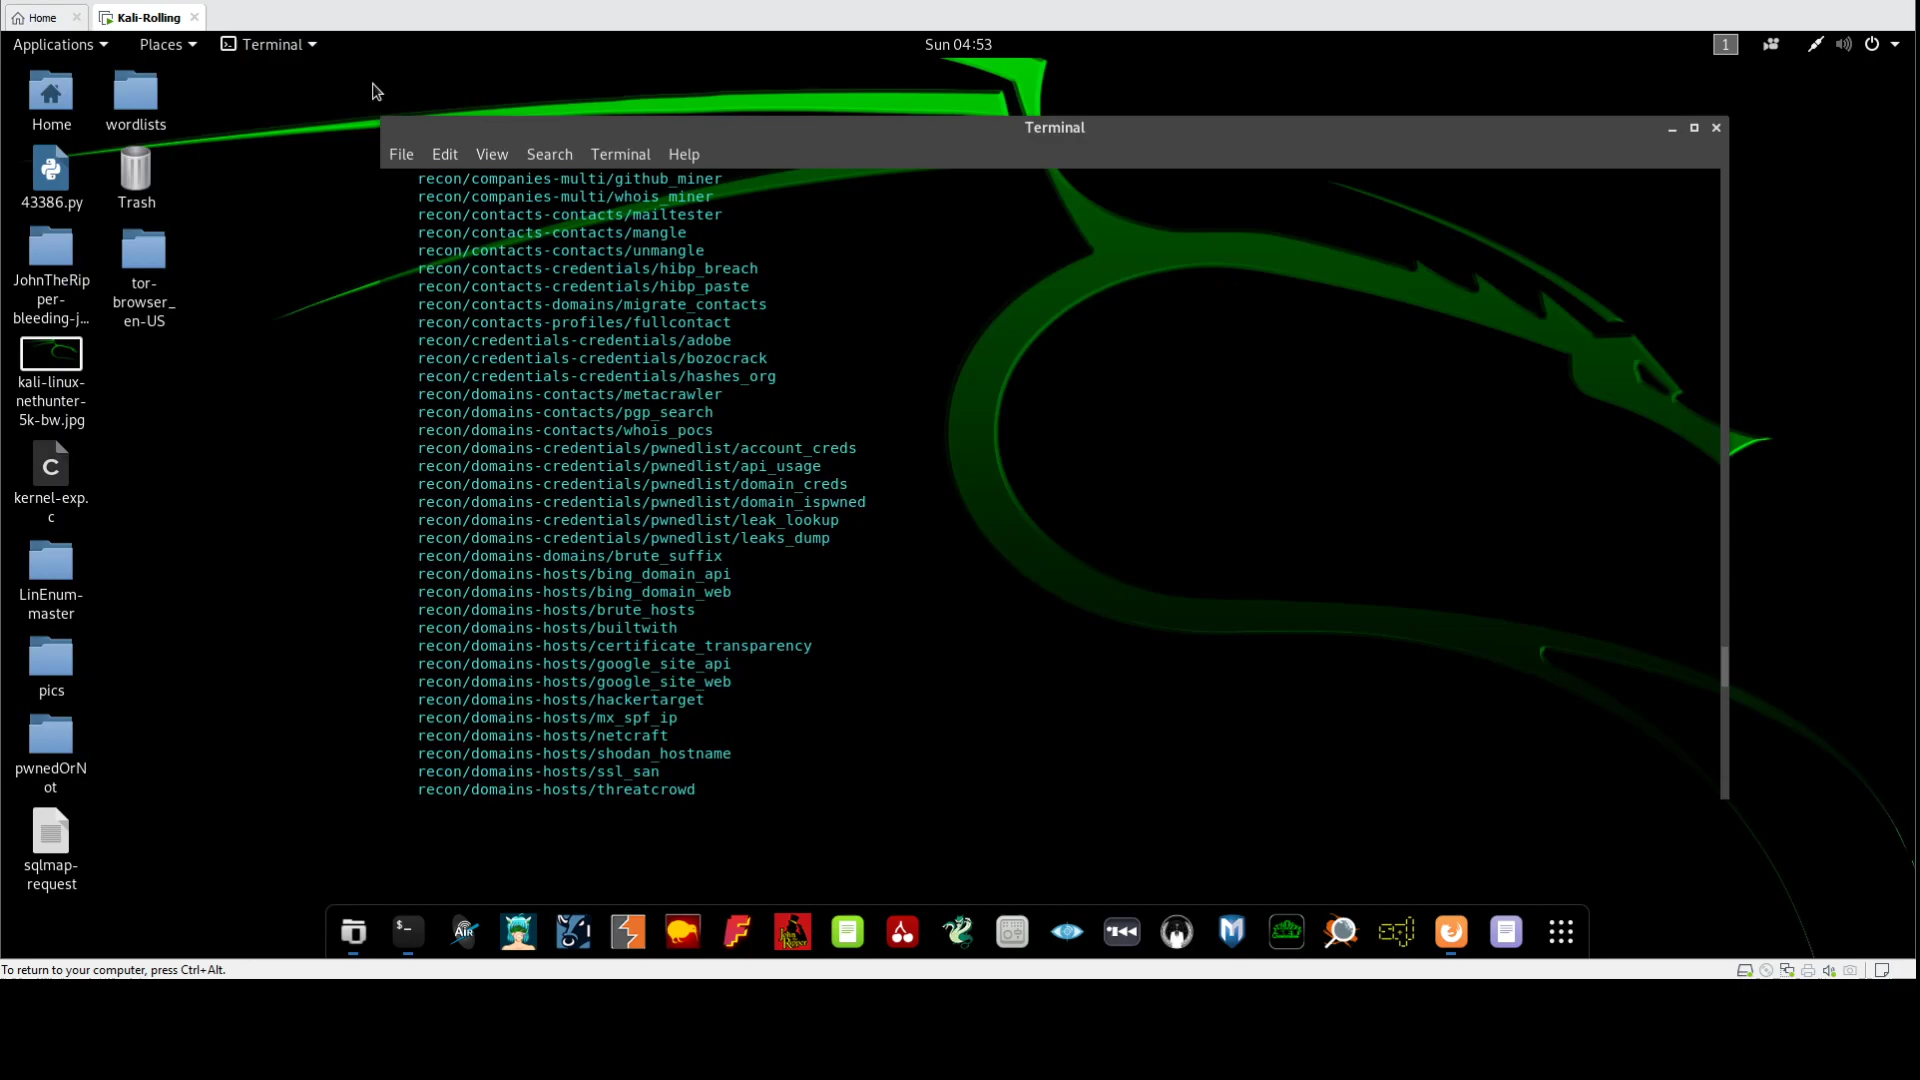 Home
Kali-Rolling
Applications
Places
Terminal
Sun 04:53
1
Home
wordlists
43386.py
Trash
JohnTheRip
per-
bleeding-j...
tor-
browser_
en-US
kali-linux-
nethunter-
5k-bw.jpg
C
kernel-exp.
c
LinEnum-
master
pics
pwnedOrN
ot
sqlmap-
request
Terminal
File Edit View Search Terminal Help
recon/companies-multi/github_miner
recon/companies-multi/whois_miner
recon/contacts-contacts/mailtester
recon/contacts-contacts/mangle
recon/contacts-contacts/unmangle
recon/contacts-credentials/hibp_breach
recon/contacts-credentials/hibp_paste
recon/contacts-domains/migrate_contacts
recon/contacts-profiles/fullcontact
recon/credentials-credentials/adobe
recon/credentials-credentials/bozocrack
recon/credentials-credentials/hashes_org
recon/domains-contacts/metacrawler
recon/domains-contacts/pgp_search
recon/domains-contacts/whois_pocs
recon/domains-credentials/pwnedlist/account_creds
recon/domains-credentials/pwnedlist/api_usage
recon/domains-credentials/pwnedlist/domain_creds
recon/domains-credentials/pwnedlist/domain_ispwned
recon/domains-credentials/pwnedlist/leak_lookup
recon/domains-credentials/pwnedlist/leaks_dump
recon/domains-domains/brute_suffix
recon/domains-hosts/bing_domain_api
recon/domains-hosts/bing_domain_web
recon/domains-hosts/brute_hosts
recon/domains-hosts/builtwith
recon/domains-hosts/certificate_transparency
recon/domains-hosts/google_site_api
recon/domains-hosts/google_site_web
recon/domains-hosts/hackertarget
recon/domains-hosts/mx_spf_ip
recon/domains-hosts/netcraft
recon/domains-hosts/shodan_hostname
recon/domains-hosts/ssl_san
recon/domains-hosts/threatcrowd
$_
AIR
To return to your computer, press Ctrl+Alt.